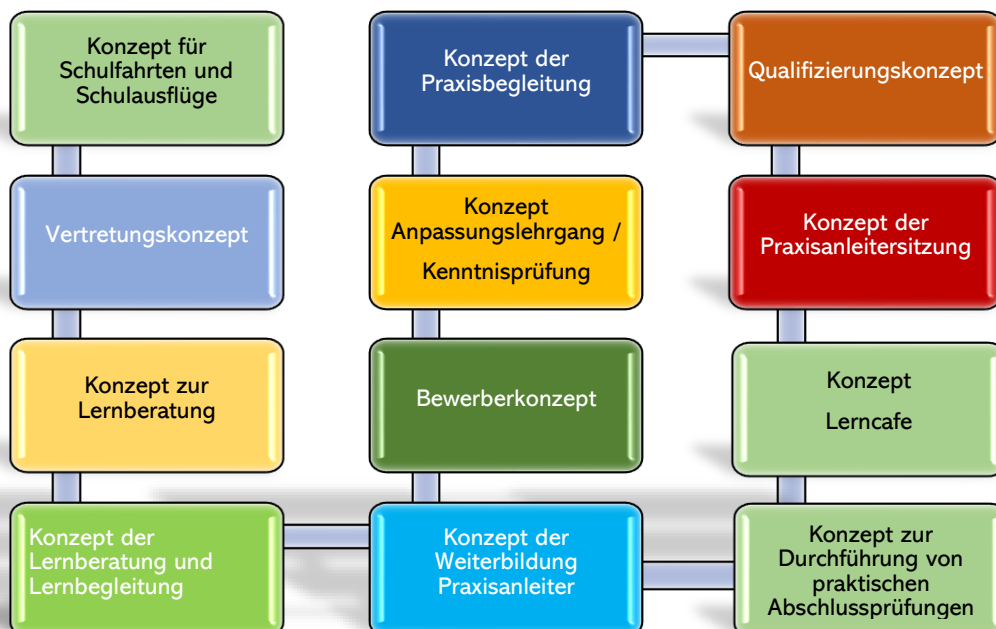 Konzept für
Schulfahrten und
Schulausflüge
Vertretungskonzept
Konzept zur
Lernberatung
Konzept der
Lernberatung und
Lernbegleitung
Konzept der
Praxisbegleitung
Konzept
Anpassungslehrgang /
Kenntnisprüfung
Bewerberkonzept
Konzept der
Weiterbildung
Praxisanleiter
Qualifizierungskonzept
Konzept der
Praxisanleitersitzung
Konzept
Lerncafe
Konzept zur
Durchführung von
praktischen
Abschlussprüfungen